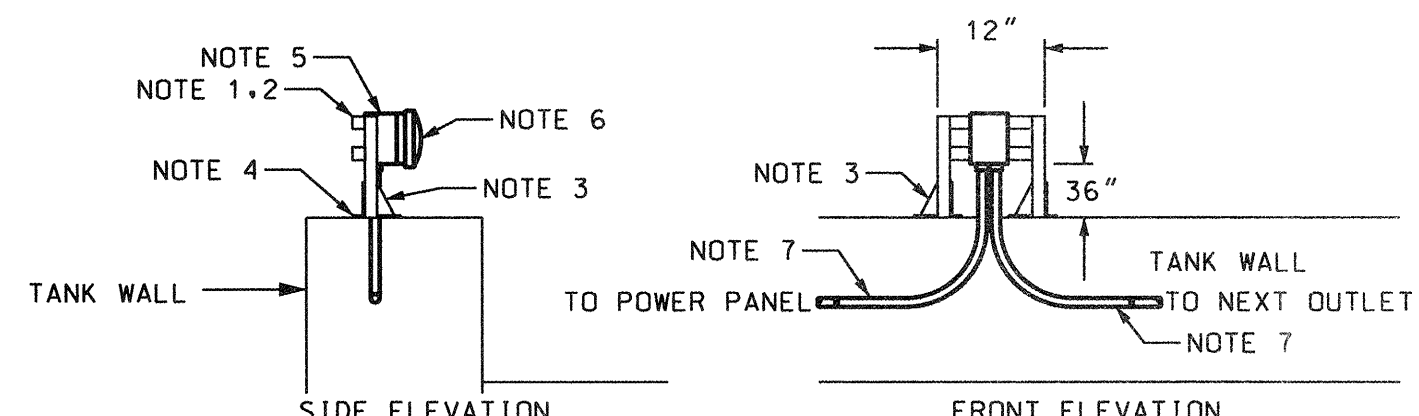 NOTE 5
NOTE 1,2
NOTE 6
NOTE 4
NOTE 3
TANK WALL
SIDE ELEVATION
12"
NOTE 3
36"
NOTE 7
TANK WALL
TO POWER PANEL
TO NEXT OUTLET
NOTE 7
FRONT ELEVATION